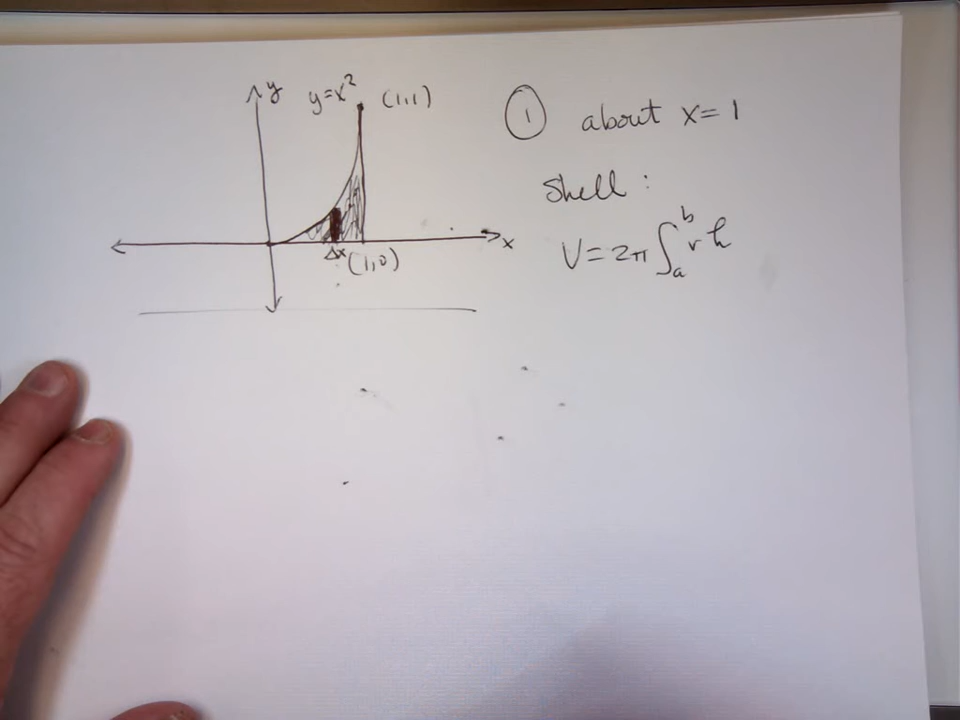 y
y=x²
(1,1)
x
Δx
(1,0)
① about x=1
Shell:
V=2π∫ₐᵇ r h